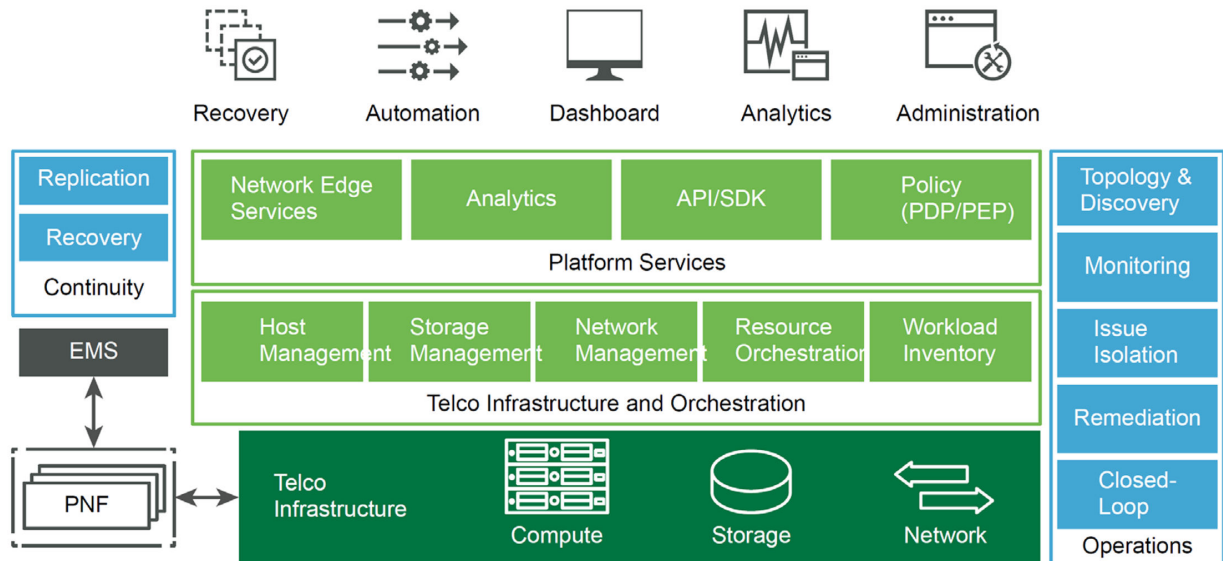 Recovery
Automation
Dashboard
Analytics
Administration
Replication
Recovery
Continuity
Network Edge
Services
Analytics
API/SDK
Policy
(PDP/PEP)
Platform Services
Host
Management
Storage
Management
Network
Management
Resource
Orchestration
Workload
Inventory
Telco Infrastructure and Orchestration
EMS
PNF
Telco
Infrastructure
Compute
Storage
Network
Topology &
Discovery
Monitoring
Issue
Isolation
Remediation
Closed-
Loop
Operations